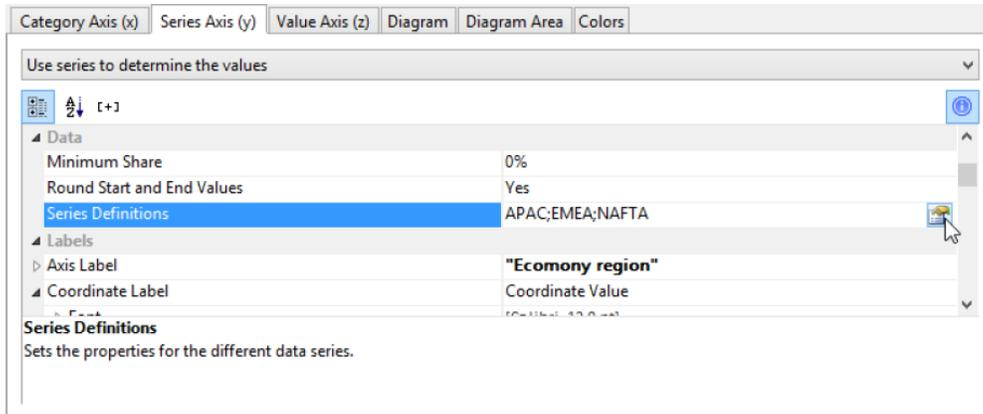 Category Axis (x) Series Axis (y) Value Axis (z) Diagram Diagram Area Colors
Use series to determine the values
A Z [+]
Data
Minimum Share 0%
Round Start and End Values Yes
Series Definitions APAC;EMEA;NAFTA
Labels
Axis Label "Ecomony region"
Coordinate Label Coordinate Value
Series Definitions
Sets the properties for the different data series.